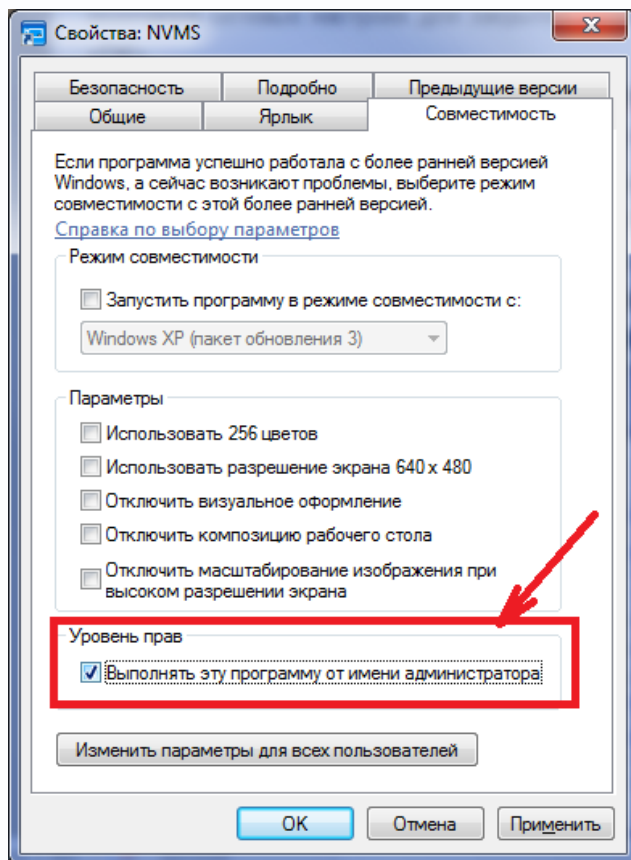 Свойства: NVMS
Безопасность
Подробно
Предыдущие версии
Общие
Ярлык
Совместимость
Если программа успешно работала с более ранней версией
Windows, а сейчас возникают проблемы, выберите режим
совместимости с этой более ранней версией.
Справка по выбору параметров
Режим совместимости
Запустить программу в режиме совместимости с:
Windows XP (пакет обновления 3)
Параметры
Использовать 256 цветов
Использовать разрешение экрана 640 x 480
Отключить визуальное оформление
Отключить композицию рабочего стола
Отключить масштабирование изображения при
высоком разрешении экрана
Уровень прав
Выполнять эту программу от имени администратора
Изменить параметры для всех пользователей
OK
Отмена
Применить